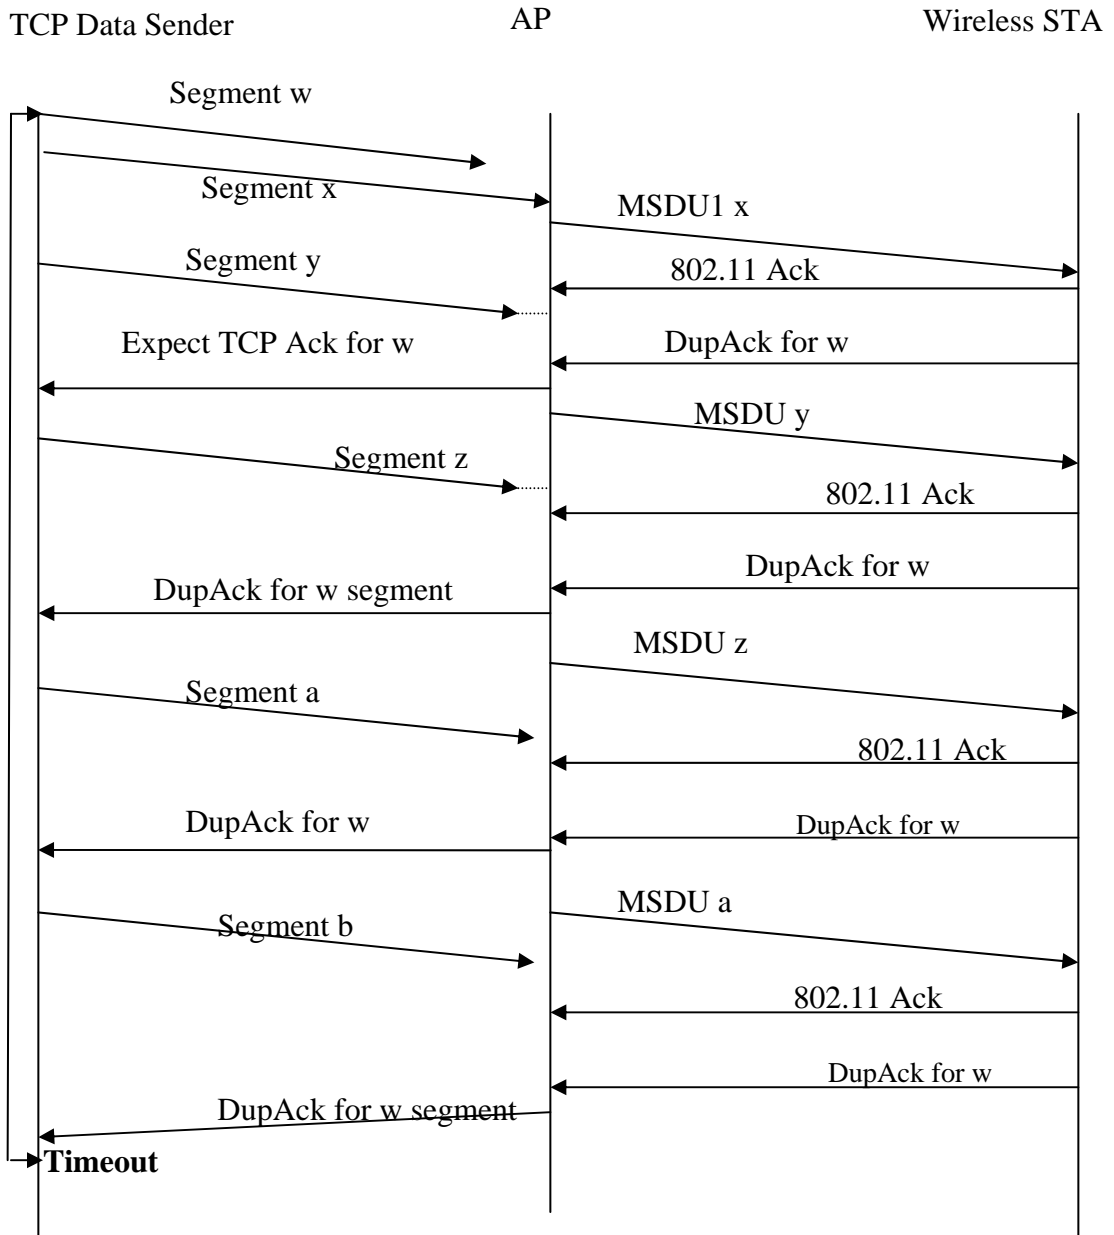 TCP Data Sender
AP
Wireless STA
Segment w
Segment x
MSDU1 x
Segment y
802.11 Ack
Expect TCP Ack for w
DupAck for w
MSDU y
Segment z
802.11 Ack
DupAck for w
DupAck for w segment
MSDU z
Segment a
802.11 Ack
DupAck for w
DupAck for w
MSDU a
Segment b
802.11 Ack
DupAck for w
DupAck for w segment
Timeout